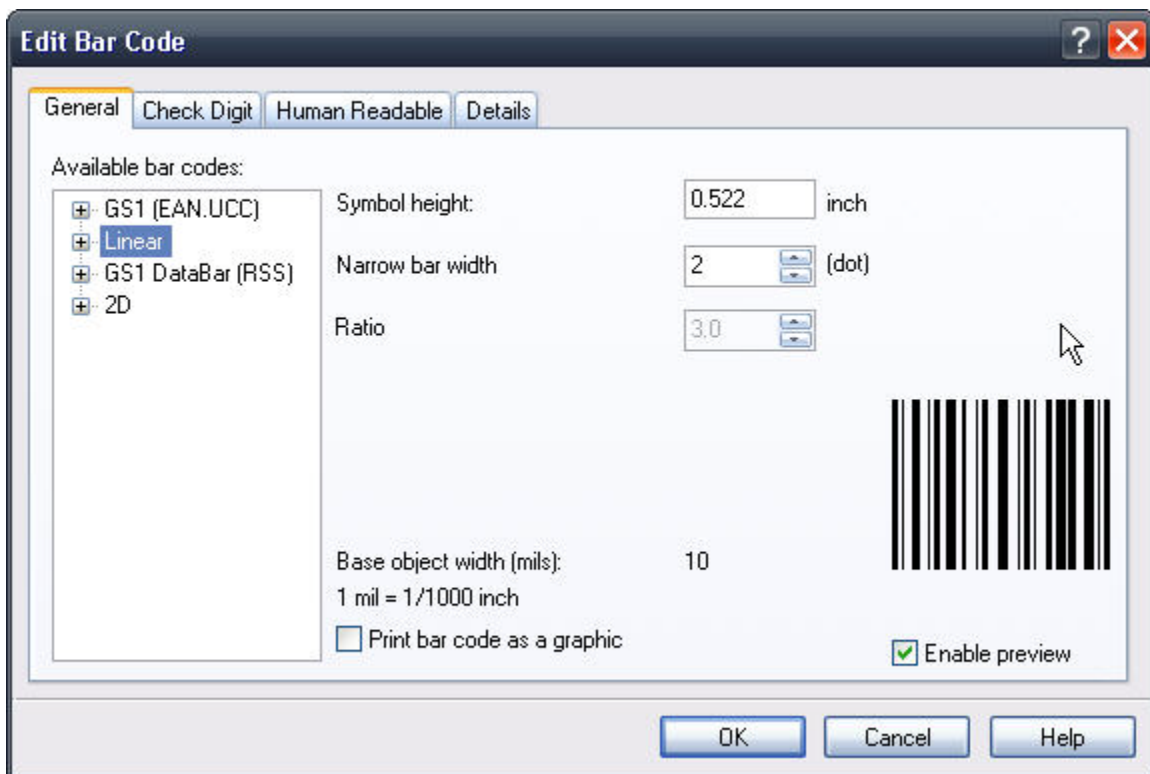 Edit Bar Code
?
General Check Digit Human Readable Details
Available bar codes:
GS1 (EAN.UCC)
Linear
GS1 DataBar (RSS)
2D
Symbol height: 0.522 inch
Narrow bar width 2 (dot)
Ratio 3.0
Base object width (mils): 10
1 mil = 1/1000 inch
Print bar code as a graphic
Enable preview
OK Cancel Help